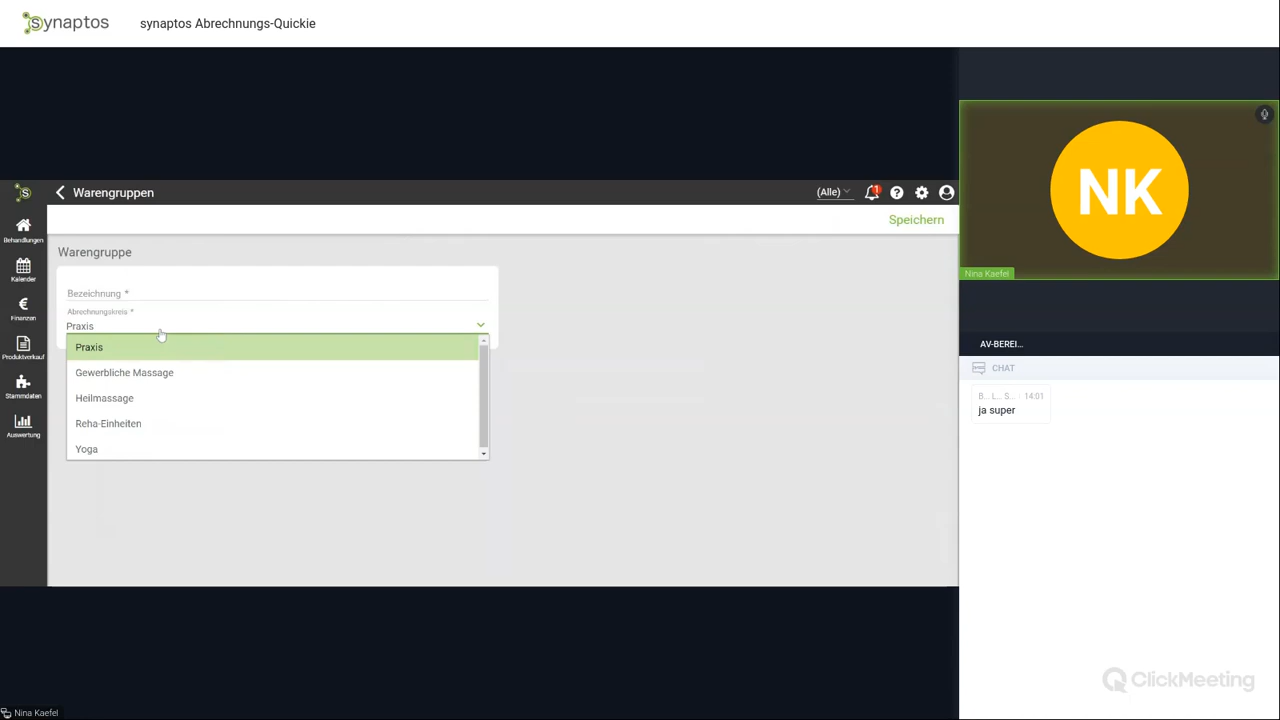 synaptos
synaptos Abrechnungs-Quickie
Warengruppen
(Alle)
1
Speichern
Behandlungen
Kalender
Finanzen
Produktverkauf
Stammdaten
Auswertung
Warengruppe
Bezeichnung *
Abrechnungskreis *
Praxis
Praxis
Gewerbliche Massage
Heilmassage
Reha-Einheiten
Yoga
NK
Nina Kaefel
AV-BEREI...
CHAT
B... L... S... · 14:01
ja super
ClickMeeting
Nina Kaefel